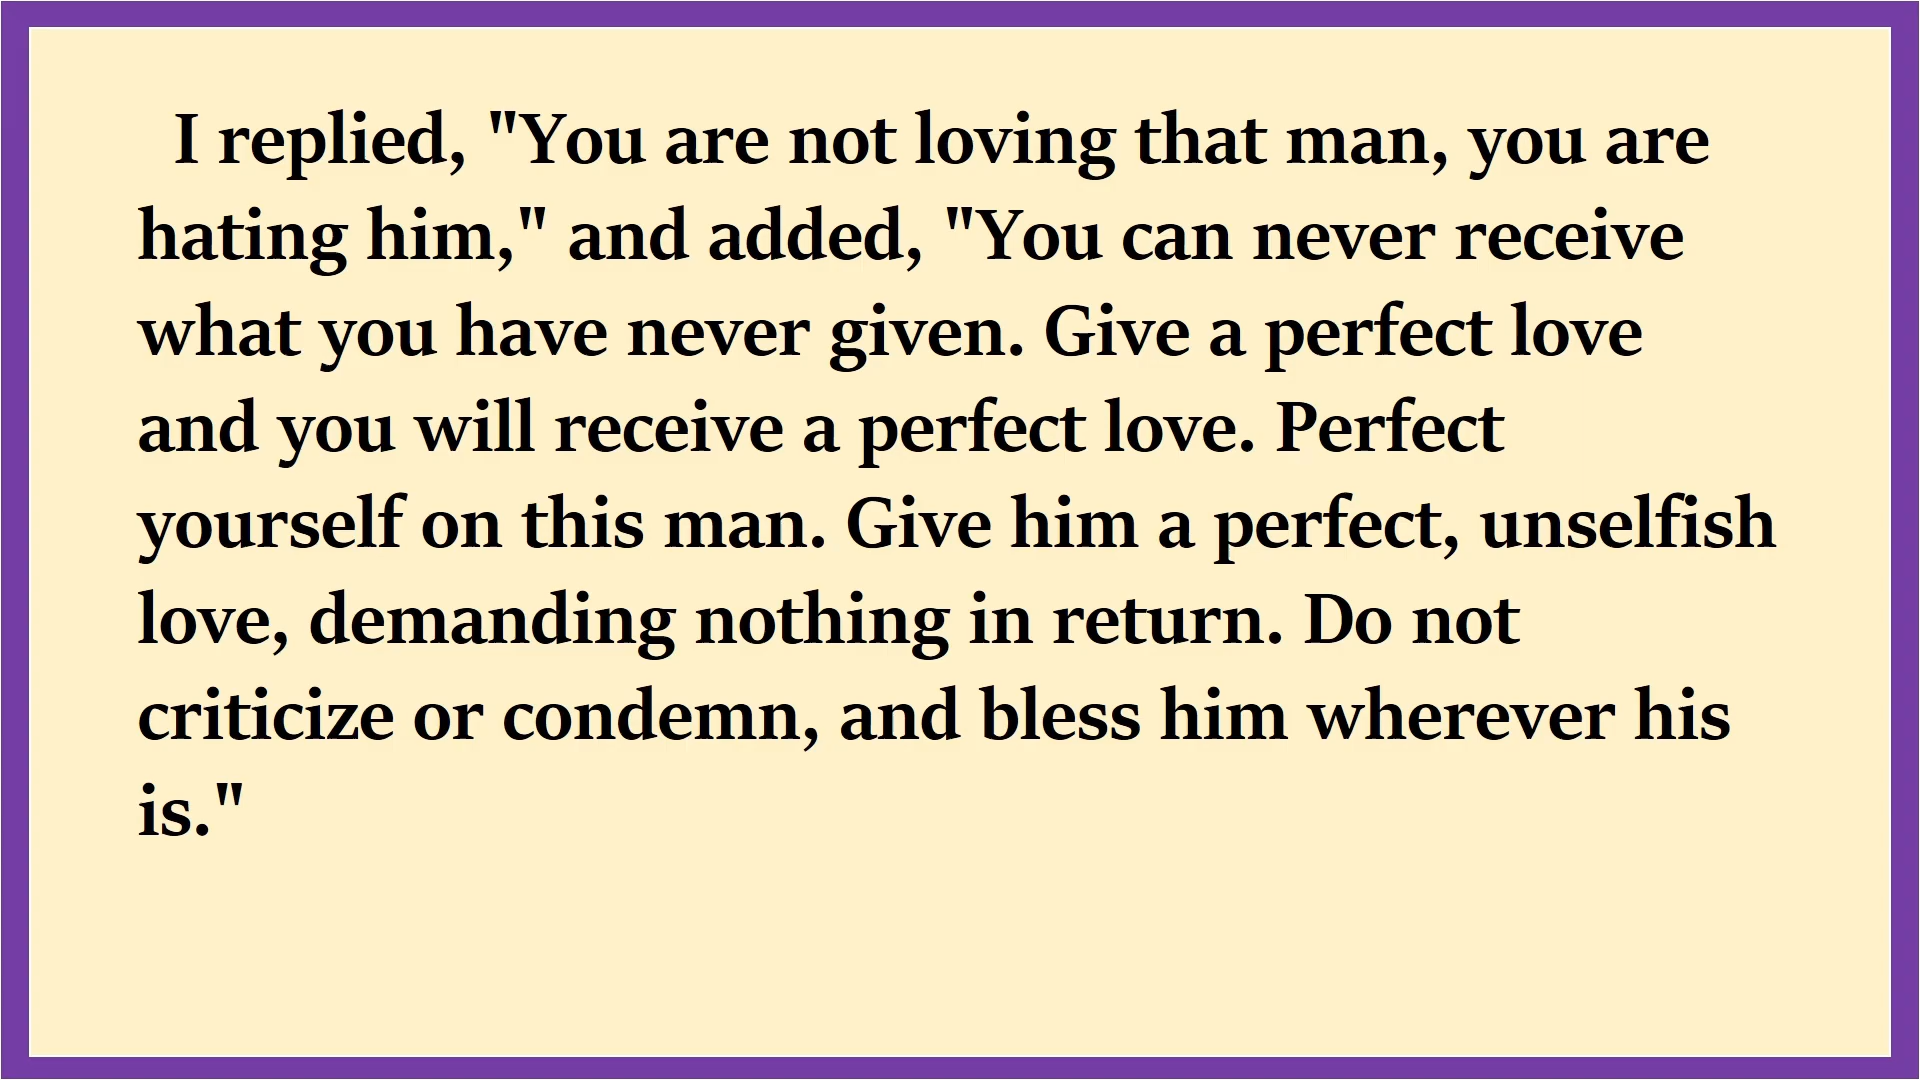 I replied, "You are not loving that man, you are
hating him," and added, "You can never receive
what you have never given. Give a perfect love
and you will receive a perfect love. Perfect
yourself on this man. Give him a perfect, unselfish
love, demanding nothing in return. Do not
criticize or condemn, and bless him wherever his
is."